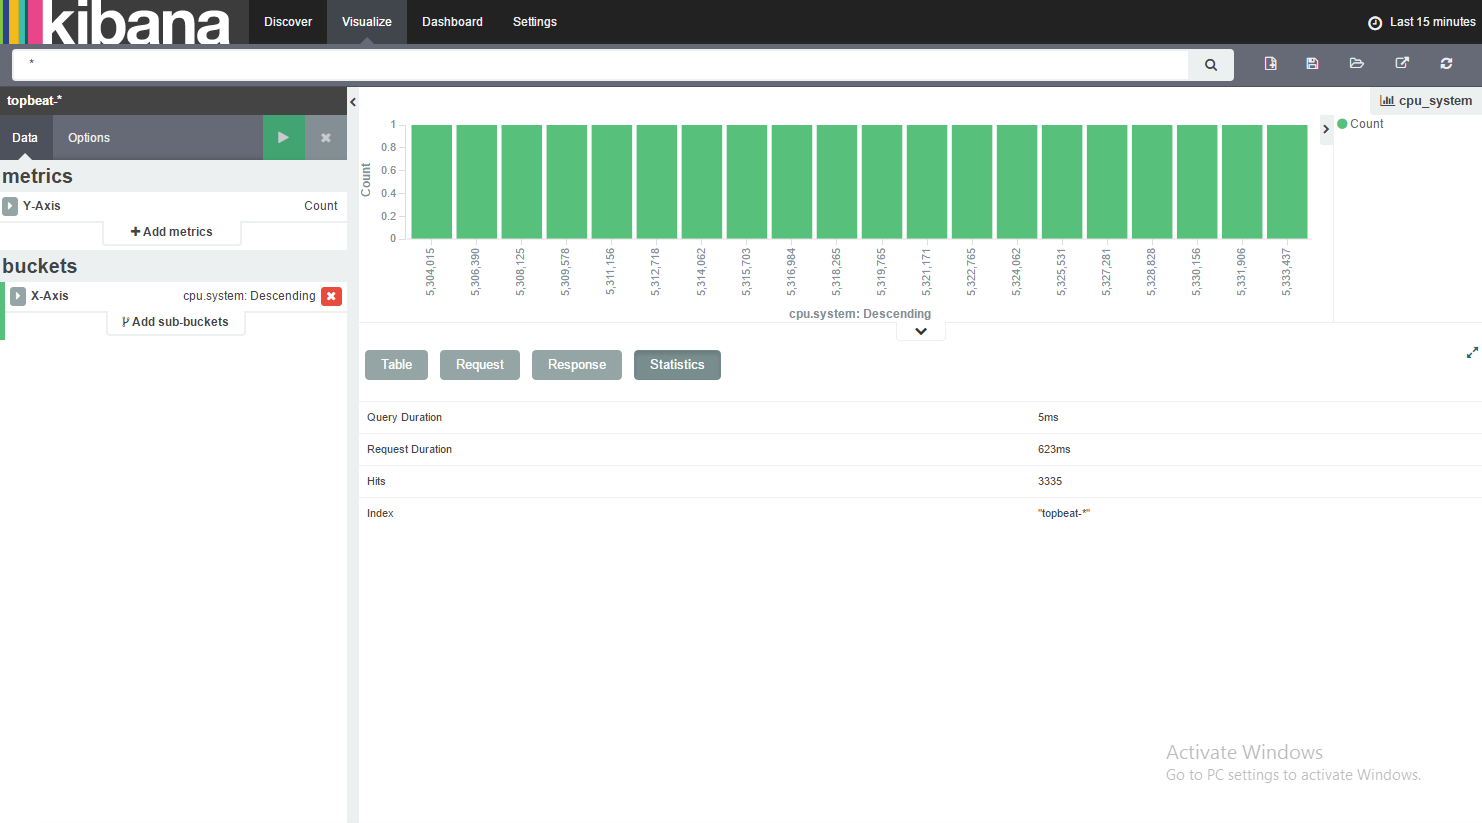 kibana
Discover
Visualize
Dashboard
Settings
Last 15 minutes
*
topbeat-*
Data
Options
metrics
Y-Axis
Count
Add metrics
buckets
X-Axis
cpu.system: Descending
Add sub-buckets
cpu_system
Count
Count
1
0.8
0.6
0.4
0.2
0
5,304,015
5,306,390
5,308,125
5,309,578
5,311,156
5,312,718
5,314,062
5,315,703
5,316,984
5,318,265
5,319,765
5,321,171
5,322,765
5,324,062
5,325,531
5,327,281
5,328,828
5,330,156
5,331,906
5,333,437
cpu.system: Descending
Table
Request
Response
Statistics
Query Duration 5ms
Request Duration 623ms
Hits 3335
Index "topbeat-*"
Activate Windows
Go to PC settings to activate Windows.